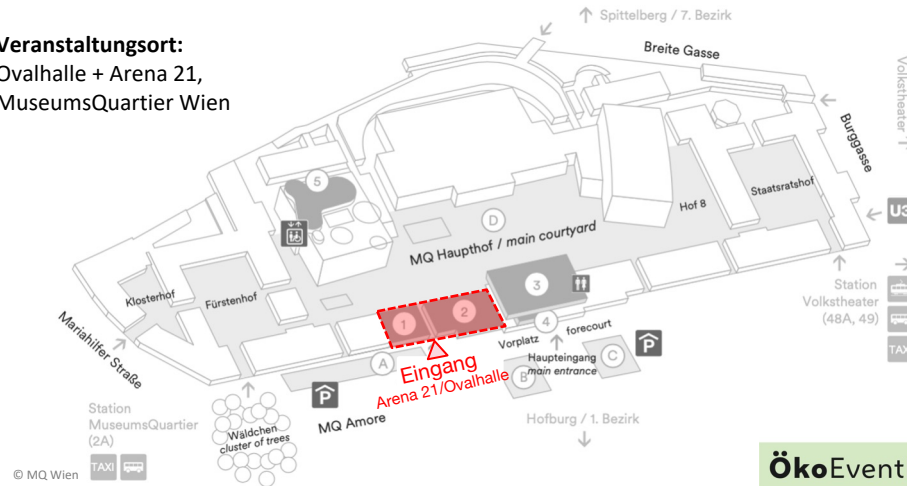 Veranstaltungsort:
Ovalhalle + Arena 21,
MuseumsQuartier Wien
Spittelberg / 7. Bezirk
Breite Gasse
Volkstheater
Burggasse
5
D
MQ Haupthof / main courtyard
Hof 8
Staatsratshof
U3
Klosterhof
Fürstenhof
Mariahilfer Straße
1
2
3
4
Station
Volkstheater
(48A, 49)
TAXI
Vorplatz
forecourt
Haupteingang
main entrance
A
B
C
P
Eingang
Arena 21/Ovalhalle
P
MQ Amore
Hofburg / 1. Bezirk
Station
MuseumsQuartier
(2A)
TAXI
Wäldchen
cluster of trees
© MQ Wien
ÖkoEvent